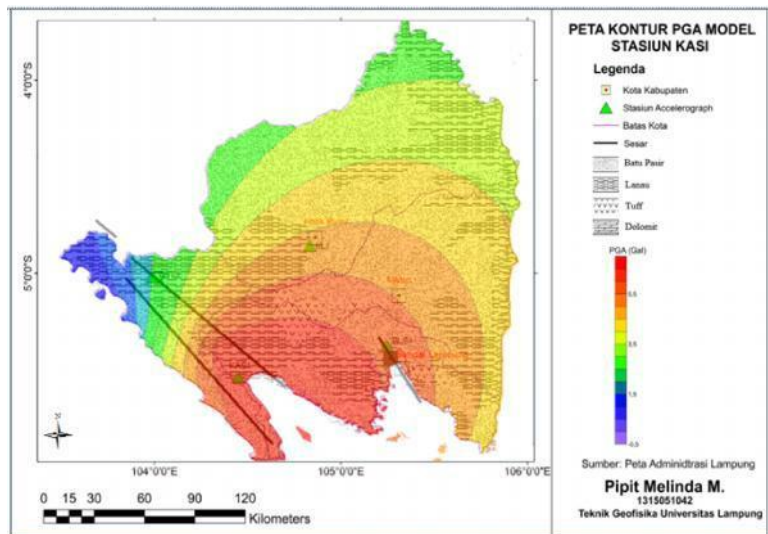 PETA KONTUR PGA MODEL
STASIUN KASI
Legenda
Kota Kabupaten
Stasiun Accelerograph
Batas Kota
Sesar
Batu Pasir
Lanau
Tuff
Dolomit
PGA (Gal)
Sumber: Peta Adminidtrasi Lampung
Pipit Melinda M.
1315051042
Teknik Geofisika Universitas Lampung
4°0'0"S
5°0'0"S
104°0'0"E
105°0'0"E
106°0'0"E
KASI
0 15 30 60 90 120
Kilometers